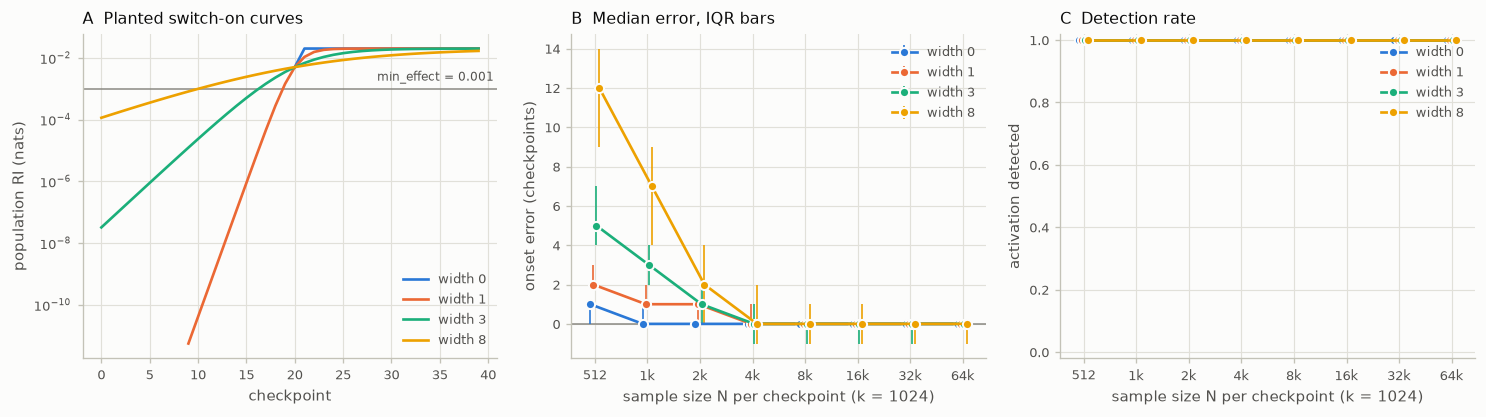 A  Planted switch-on curves
population RI (nats)
10⁻²
10⁻⁴
10⁻⁶
10⁻⁸
10⁻¹⁰
min_effect = 0.001
width 0
width 1
width 3
width 8
0
5
10
15
20
25
30
35
40
checkpoint
B  Median error, IQR bars
onset error (checkpoints)
14
12
10
8
6
4
2
0
width 0
width 1
width 3
width 8
512
1k
2k
4k
8k
16k
32k
64k
sample size N per checkpoint (k = 1024)
C  Detection rate
activation detected
1.0
0.8
0.6
0.4
0.2
0.0
width 0
width 1
width 3
width 8
512
1k
2k
4k
8k
16k
32k
64k
sample size N per checkpoint (k = 1024)